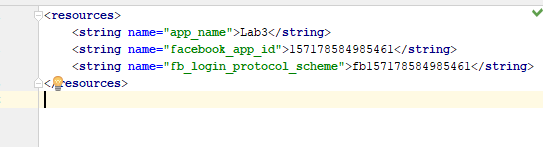 <resources>
<string name="app_name">Lab3</string>
<string name="facebook_app_id">157178584985461</string>
<string name="fb_login_protocol_scheme">fb157178584985461</string>
</resources>